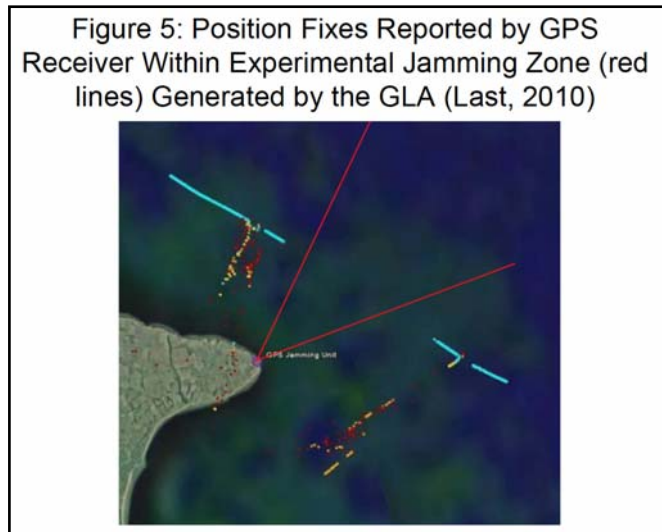 Figure 5: Position Fixes Reported by GPS
Receiver Within Experimental Jamming Zone (red
lines) Generated by the GLA (Last, 2010)
GPS Jamming Unit